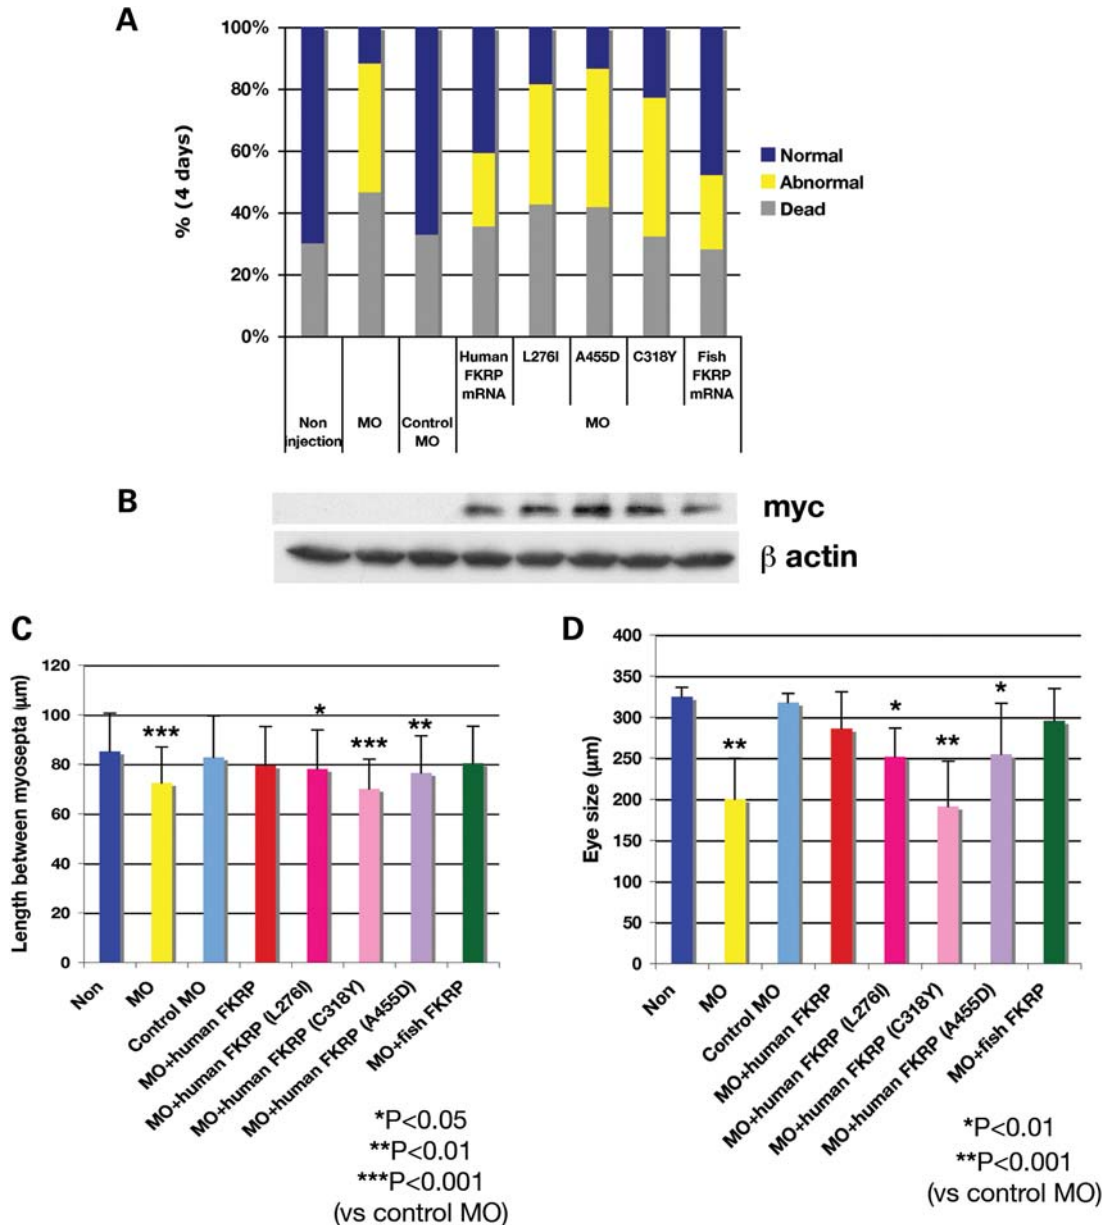 A
100%
80%
60%
40%
20%
0%
% (4 days)
Normal
Abnormal
Dead
Human FKRP mRNA
L276I
A455D
C318Y
Fish FKRP mRNA
Non injection
MO
Control MO
MO
B
myc
β actin
C
120
100
80
60
40
20
0
Length between myosepta (µm)
***
*
***
**
Non
MO
Control MO
MO+human FKRP
MO+human FKRP (L276I)
MO+human FKRP (C318Y)
MO+human FKRP (A455D)
MO+fish FKRP
*P<0.05
**P<0.01
***P<0.001
(vs control MO)
D
400
350
300
250
200
150
100
50
0
Eye size (µm)
**
*
**
*
Non
MO
Control MO
MO+human FKRP
MO+human FKRP (L276I)
MO+human FKRP (C318Y)
MO+human FKRP (A455D)
MO+fish FKRP
*P<0.01
**P<0.001
(vs control MO)